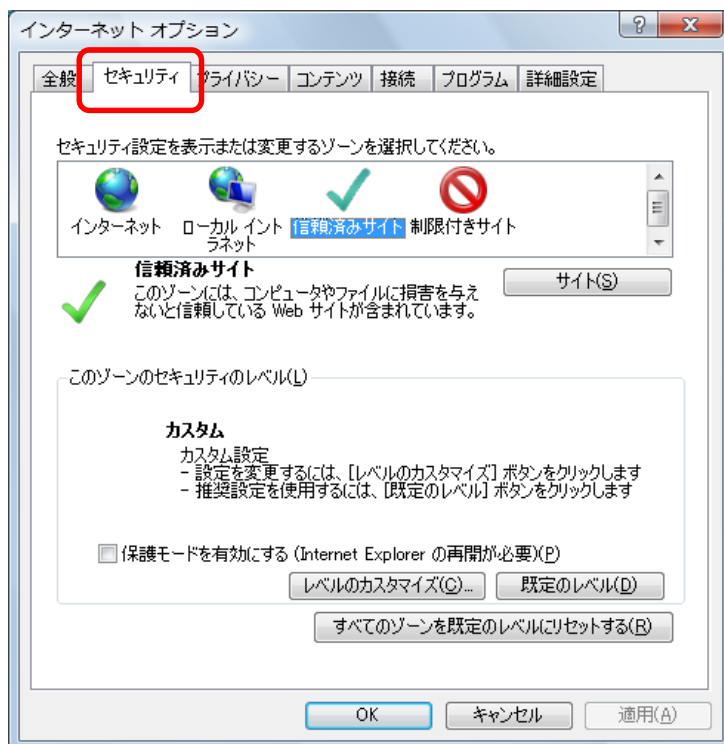 インターネット オプション
全般 セキュリティ プライバシー コンテンツ 接続 プログラム 詳細設定
セキュリティ設定を表示または変更するゾーンを選択してください。
インターネット ローカル イント 信頼済みサイト 制限付きサイト
ラネット
信頼済みサイト
このゾーンには、コンピュータやファイルに損害を与え
ないと信頼している Web サイトが含まれています。
サイト(S)
このゾーンのセキュリティのレベル(L)
カスタム
カスタム設定
- 設定を変更するには、[レベルのカスタマイズ] ボタンをクリックします
- 推奨設定を使用するには、[既定のレベル] ボタンをクリックします
保護モードを有効にする (Internet Explorer の再開が必要)(P)
レベルのカスタマイズ(C)... 既定のレベル(D)
すべてのゾーンを既定のレベルにリセットする(R)
OK キャンセル 適用(A)